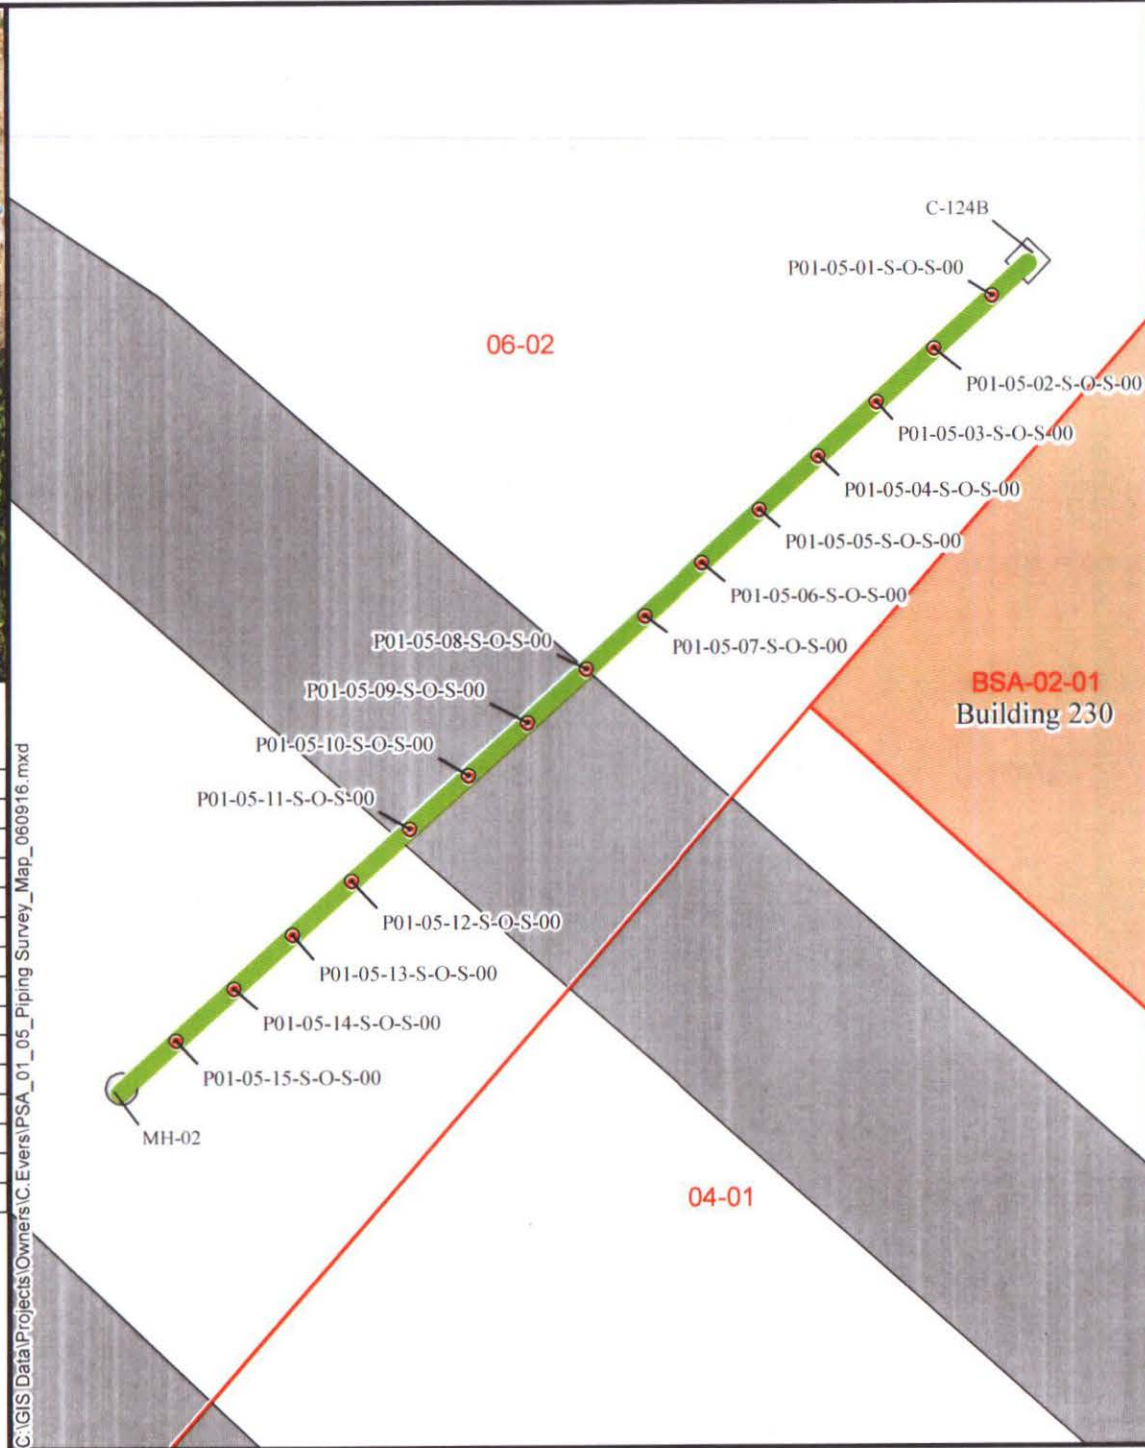 C-124B
P01-05-01-S-O-S-00
06-02
P01-05-02-S-O-S-00
P01-05-03-S-O-S-00
P01-05-04-S-O-S-00
P01-05-05-S-O-S-00
P01-05-06-S-O-S-00
P01-05-07-S-O-S-00
P01-05-08-S-O-S-00
BSA-02-01
Building 230
P01-05-09-S-O-S-00
P01-05-10-S-O-S-00
P01-05-11-S-O-S-00
P01-05-12-S-O-S-00
P01-05-13-S-O-S-00
P01-05-14-S-O-S-00
P01-05-15-S-O-S-00
MH-02
04-01
C:\GIS Data\Projects\Owners\C.Evers\PSA_01_05_Piping Survey_Map_060916.mxd